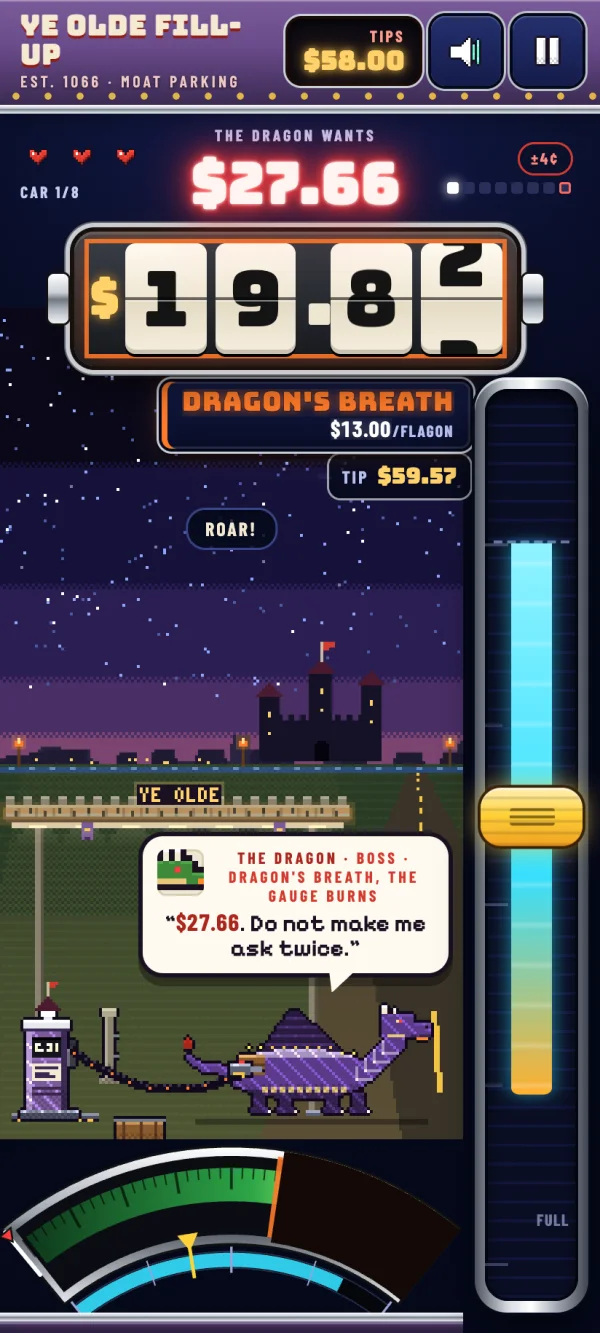 YE OLDE FILL-
UP
EST. 1066 · MOAT PARKING
TIPS
$58.00
THE DRAGON WANTS
$27.66
CAR 1/8
±4¢
$ 19.8
DRAGON'S BREATH
$13.00/FLAGON
TIP $59.57
ROAR!
YE OLDE
THE DRAGON · BOSS ·
DRAGON'S BREATH, THE
GAUGE BURNS
“$27.66. Do not make me
ask twice.”
FULL